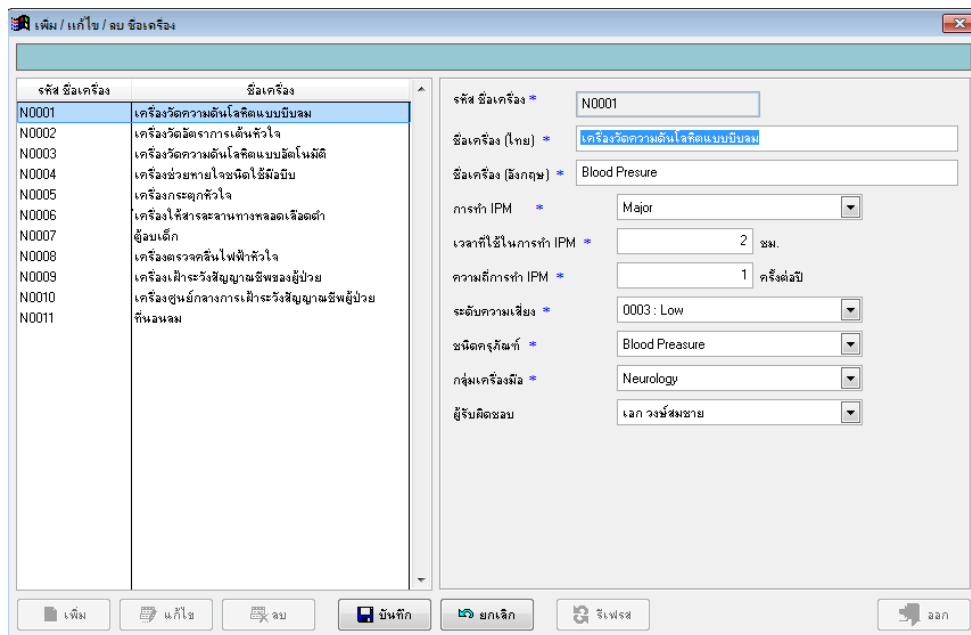 เพิ่ม / แก้ไข / ลบ ชื่อเครื่อง
รหัส ชื่อเครื่อง ชื่อเครื่อง
N0001 เครื่องวัดความดันโลหิตแบบบีบลม
N0002 เครื่องวัดอัตราการเต้นหัวใจ
N0003 เครื่องวัดความดันโลหิตแบบอัตโนมัติ
N0004 เครื่องช่วยหายใจชนิดใช้มือบีบ
N0005 เครื่องกระตุกหัวใจ
N0006 เครื่องให้สารละลานทางหลอดเลือดดำ
N0007 ตู้อบเด็ก
N0008 เครื่องตรวจคลื่นไฟฟ้าหัวใจ
N0009 เครื่องเฝ้าระวังสัญญาณชีพของผู้ป่วย
N0010 เครื่องศูนย์กลางการเฝ้าระวังสัญญาณชีพผู้ป่วย
N0011 ที่นอนลม
รหัส ชื่อเครื่อง * N0001
ชื่อเครื่อง (ไทย) * เครื่องวัดความดันโลหิตแบบบีบลม
ชื่อเครื่อง (อังกฤษ) * Blood Presure
การทำ IPM * Major
เวลาที่ใช้ในการทำ IPM * 2 ชม.
ความถี่การทำ IPM * 1 ครั้งต่อปี
ระดับความเสี่ยง * 0003 : Low
ชนิดครุภัณฑ์ * Blood Preasure
กลุ่มเครื่องมือ * Neurology
ผู้รับผิดชอบ เอก วงษ์สมชาย
เพิ่ม แก้ไข ลบ บันทึก ยกเลิก รีเฟรส ออก